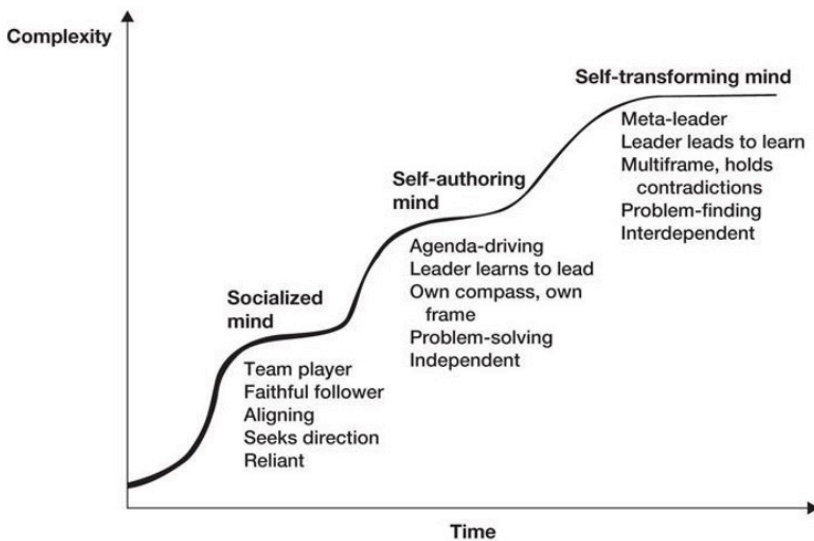 Complexity
Self-transforming mind
Meta-leader
Leader leads to learn
Multiframe, holds
contradictions
Problem-finding
Interdependent
Self-authoring
mind
Agenda-driving
Leader learns to lead
Own compass, own
frame
Problem-solving
Independent
Socialized
mind
Team player
Faithful follower
Aligning
Seeks direction
Reliant
Time